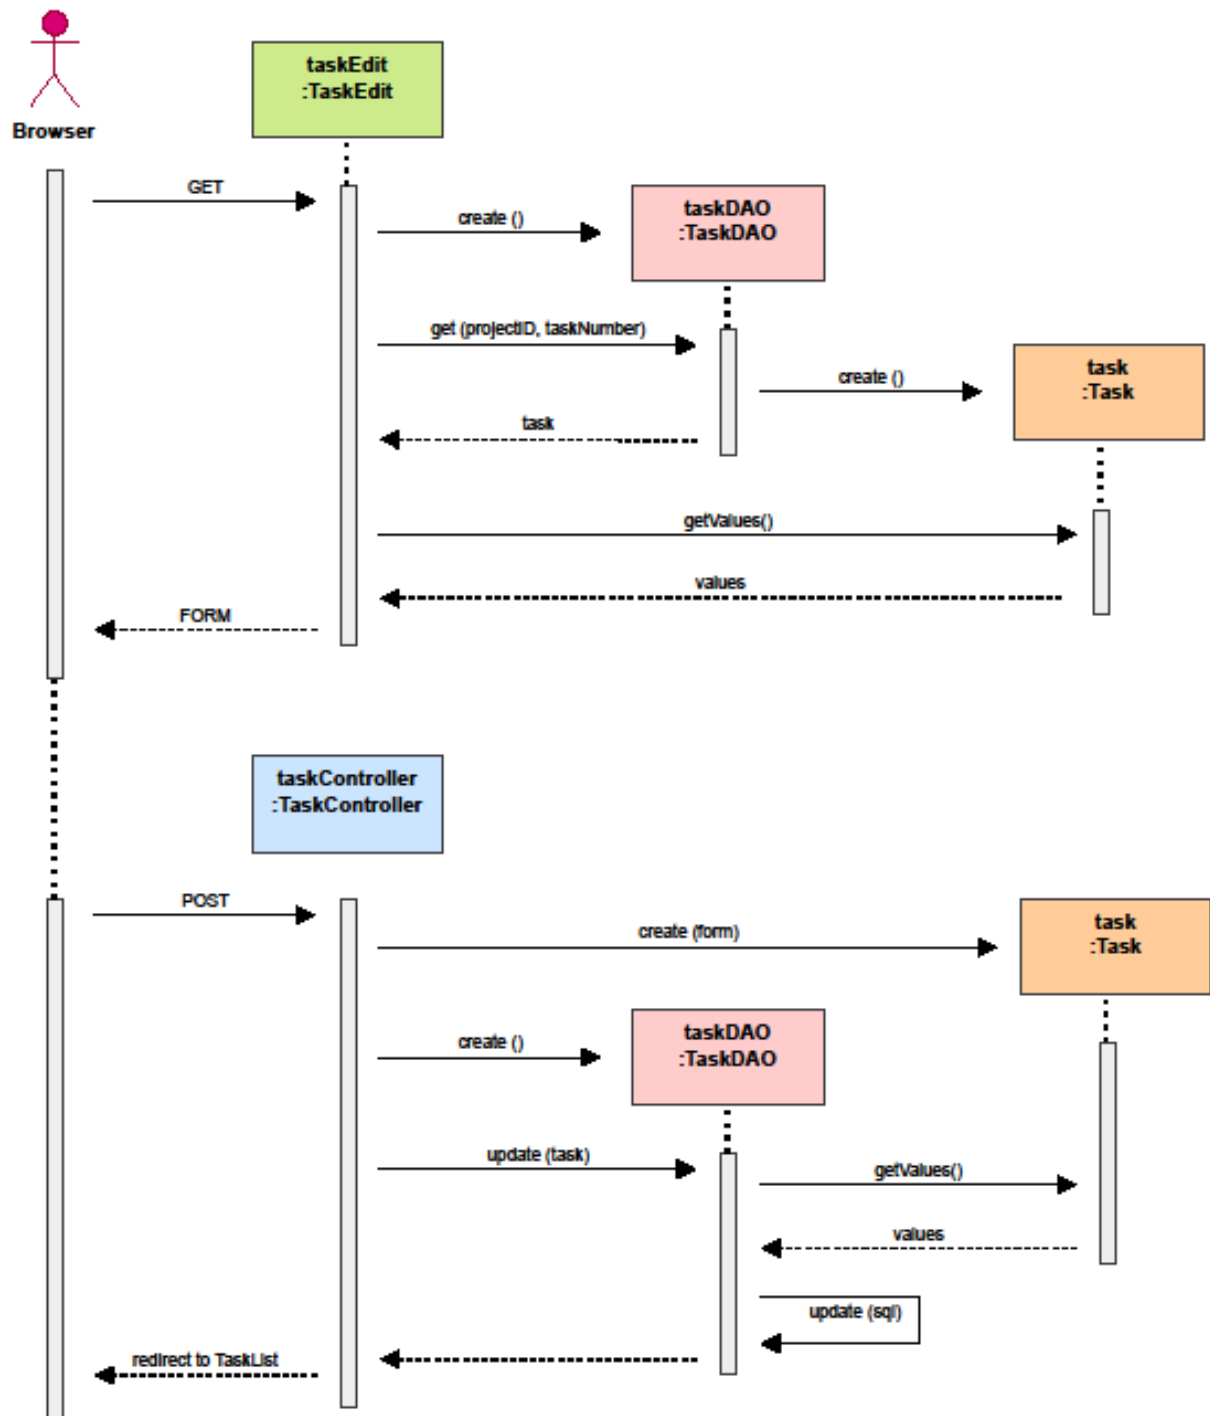 taskEdit
:TaskEdit
Browser
GET
create ()
taskDAO
:TaskDAO
get (projectID, taskNumber)
create ()
task
:Task
task
getValues()
values
FORM
taskController
:TaskController
POST
create (form)
task
:Task
create ()
taskDAO
:TaskDAO
update (task)
getValues()
values
update (sql)
redirect to TaskList